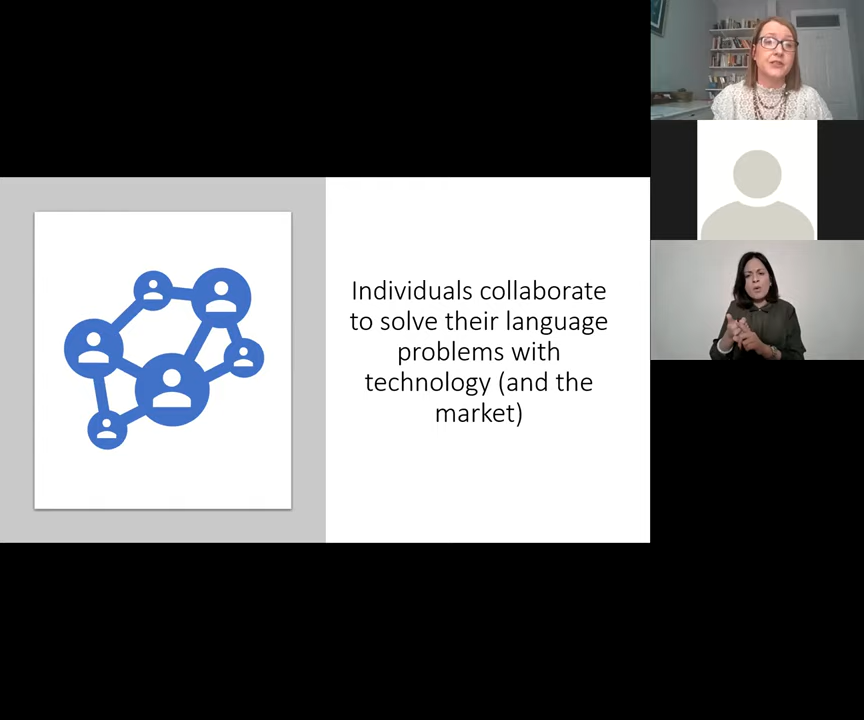 Individuals collaborate
to solve their language
problems with
technology (and the
market)